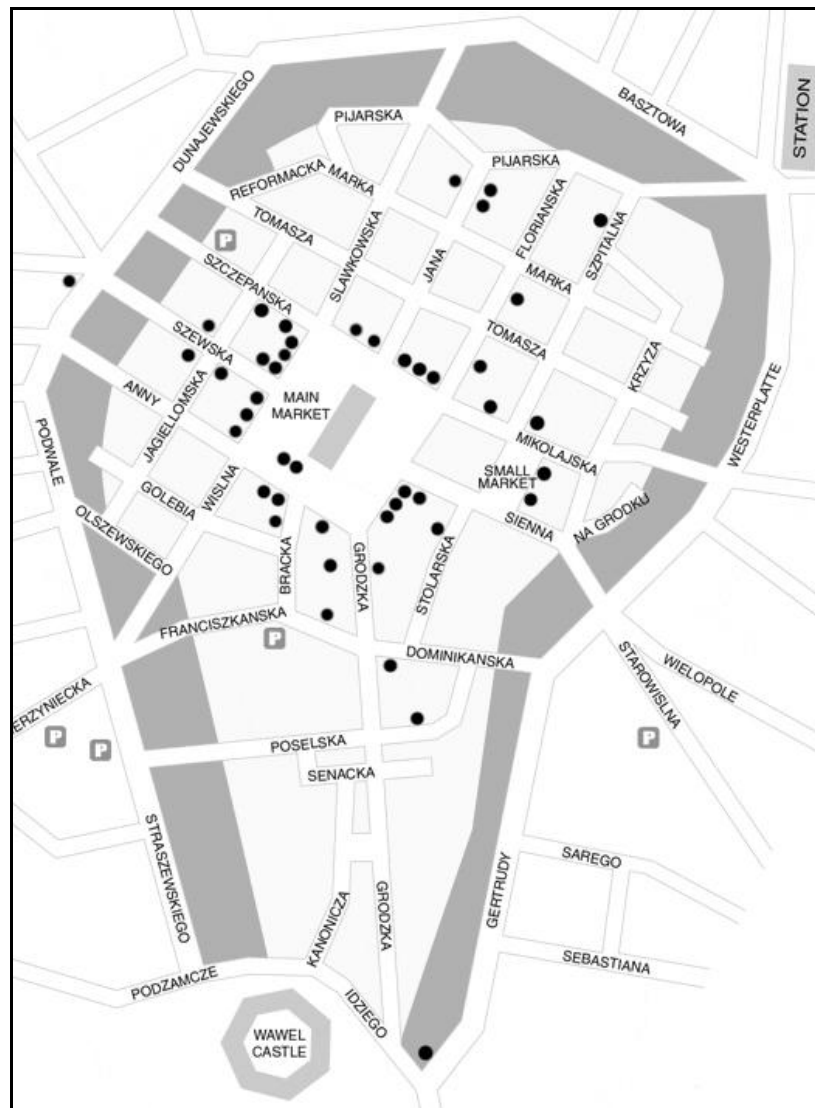 STATION
BASZTOWA
DUNAJEWSKIEGO
PIJARSKA
PIJARSKA
REFORMACKA
MARKA
TOMASZA
SLAWKOWSKA
JANA
FLORIANSKA
SZPITALNA
P
SZCZEPANSKA
MARKA
SZEWSKA
TOMASZA
KRZYZA
ANNY
JAGIELLOMSKA
MAIN
MARKET
MIKOLAJSKA
WESTERPLATTE
PODWALE
WISLNA
SMALL
MARKET
GOLEBIA
SIENNA
NA GRODKU
OLSZEWSKIEGO
BRACKA
GRODZKA
STOLARSKA
FRANCISZKANSKA
P
DOMINIKANSKA
WIELOPOLE
STAROWISLNA
ERZYNIECKA
P
P
P
POSELSKA
SENACKA
STRASZEWSKIEGO
SAREGO
GERTRUDY
KANONICZA
GRODZKA
SEBASTIANA
PODZAMCZE
IDZIEGO
WAWEL
CASTLE